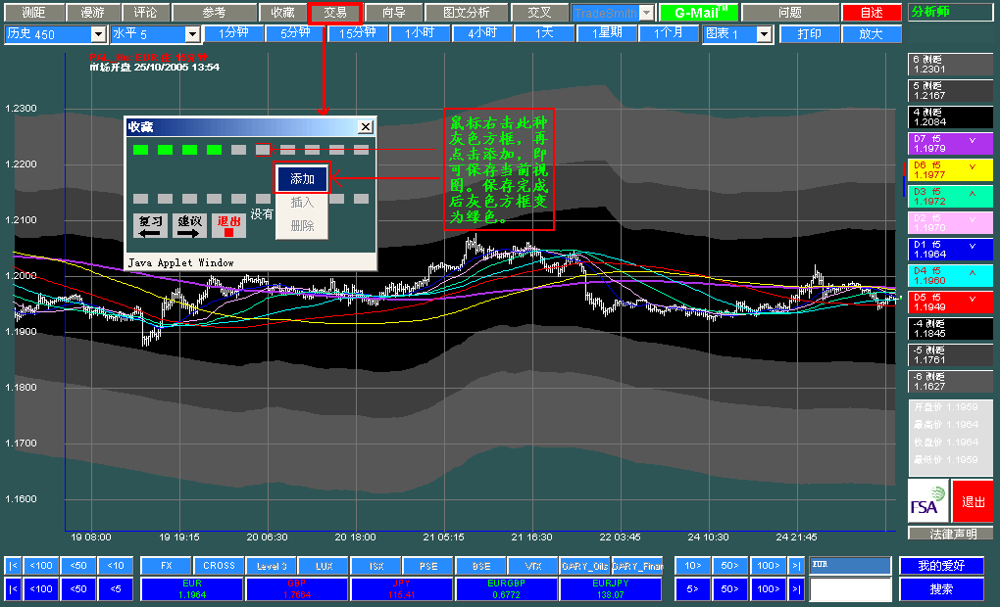 测距 漫游 评论 参考 收藏 交易 向导 图文分析 交叉 TradeSmith G-Mail™ 问题 自述 分析师
历史 450 水平 5 1分钟 5分钟 15分钟 1小时 4小时 1天 1星期 1个月 图表 1 打印 放大
市场开盘 25/10/2005 13:54
6 测距
1.2301
5 测距
1.2167
4 测距
1.2084
D7 f5
1.1979
D6 f5
1.1977
D3 f5
1.1972
D2 f5
1.1970
D1 f5
1.1964
D4 f5
1.1960
D5 f5
1.1949
-4 测距
1.1845
-5 测距
1.1761
-6 测距
1.1627
开盘价 1.1959
最高价 1.1964
收盘价 1.1964
最低价 1.1959
FSA
退出
法律声明
1.2300
1.2200
1.2100
1.2000
1.1900
1.1800
1.1700
1.1600
收藏
添加
插入
删除
没有
复习 建议 退出
Java Applet Window
鼠标右击此种
灰色方框，再
点击添加，即
可保存当前视
图。保存完成
后灰色方框变
为绿色。
19 08:00 19 19:15 20 06:30 20 18:00 21 05:15 21 16:30 22 03:45 24 10:30 24 21:45
|< <100 <50 <10 FX CROSS Level 3 LUX ISX PSE BSE VIX GARY_Oils GARY_Finan 10> 50> 100> >| EUR 我的爱好
|< <100 <50 <5 EUR GBP JPY EURGBP EURJPY 5> 50> 100> >| 搜索
1.1964 1.7664 115.41 0.6772 138.07